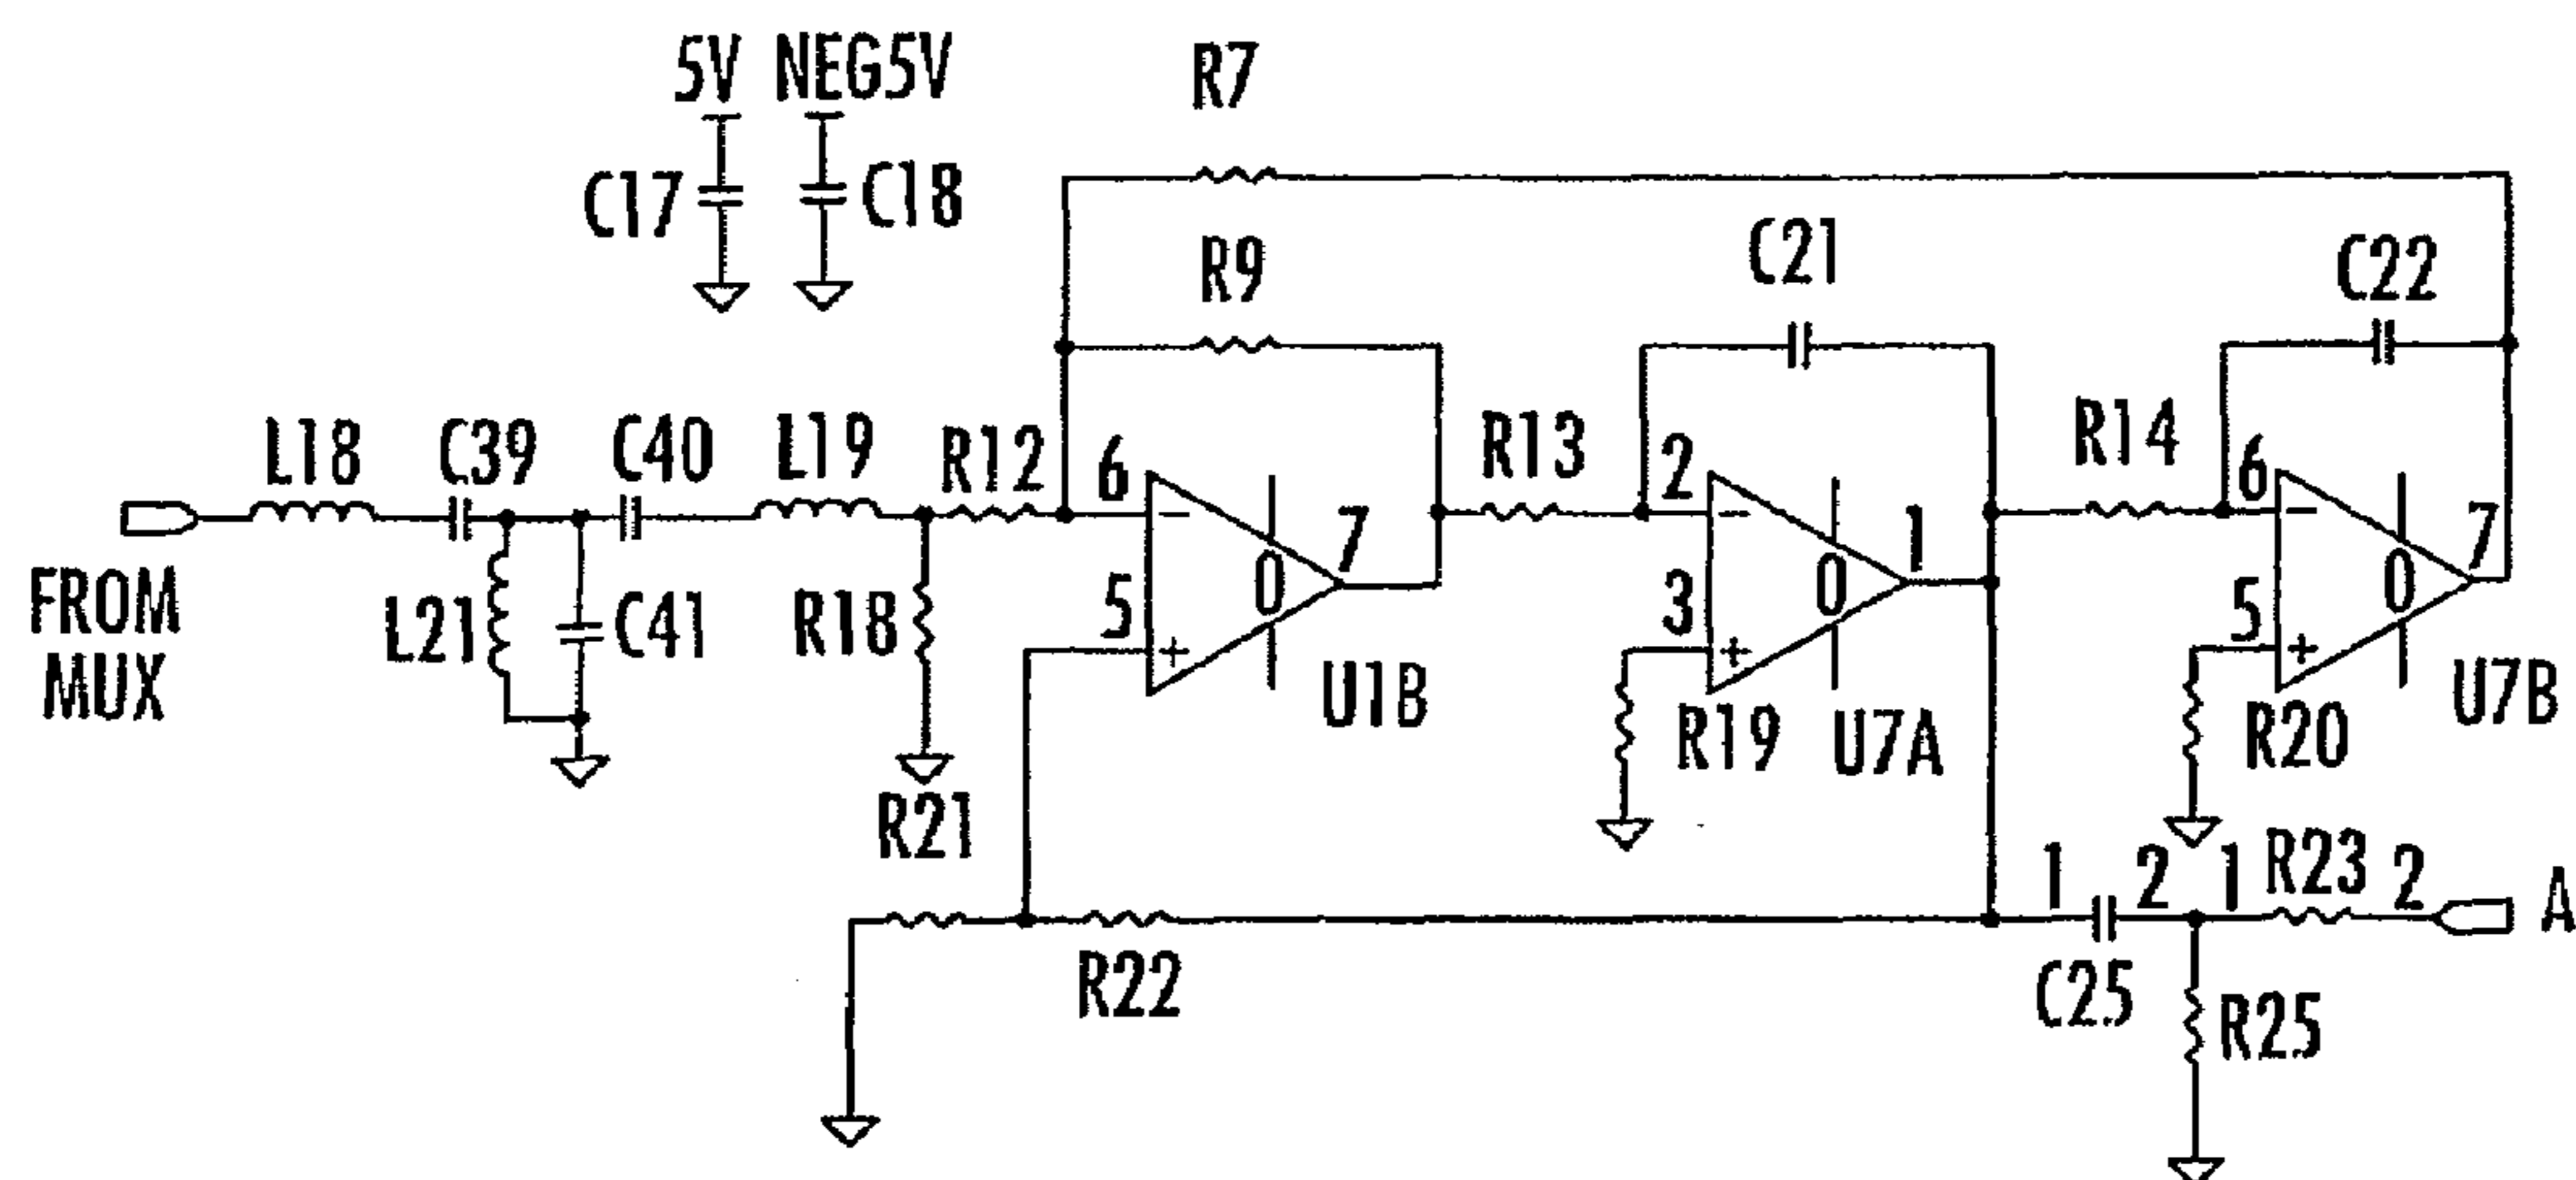 5V NEG5V
R7
C17
C18
R9
C21
C22
L18
C39
C40
L19
R12
6
7
R13
2
1
R14
6
7
FROM
MUX
L21
C41
R18
5
0
U1B
3
0
R19
U7A
5
0
R20
U7B
R21
R22
1
2
1
R23
2
A
C25
R25
− + − + − +